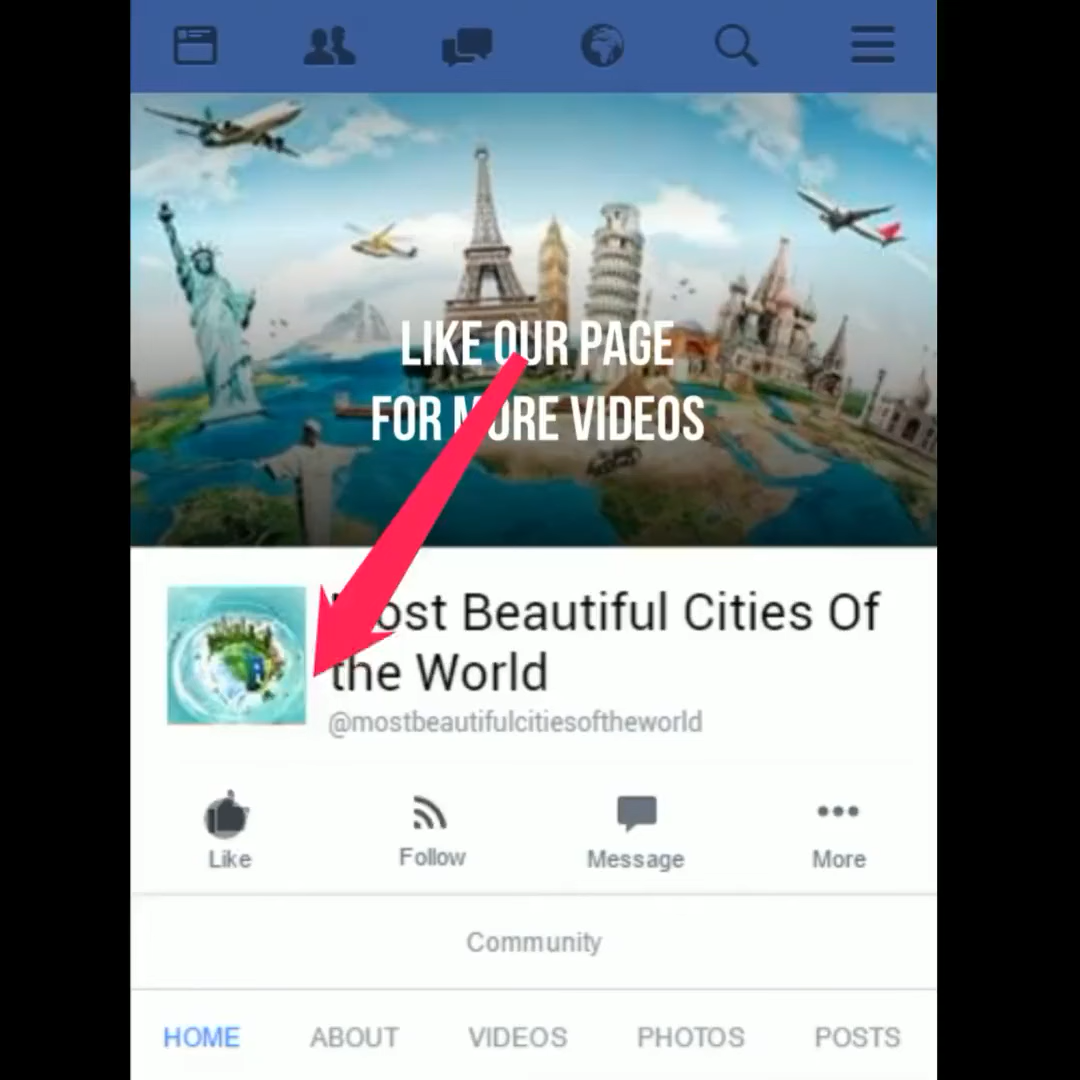 LIKE OUR PAGE
FOR MORE VIDEOS
Most Beautiful Cities Of
the World
@mostbeautifulcitiesoftheworld
Like Follow Message More
Community
HOME ABOUT VIDEOS PHOTOS POSTS